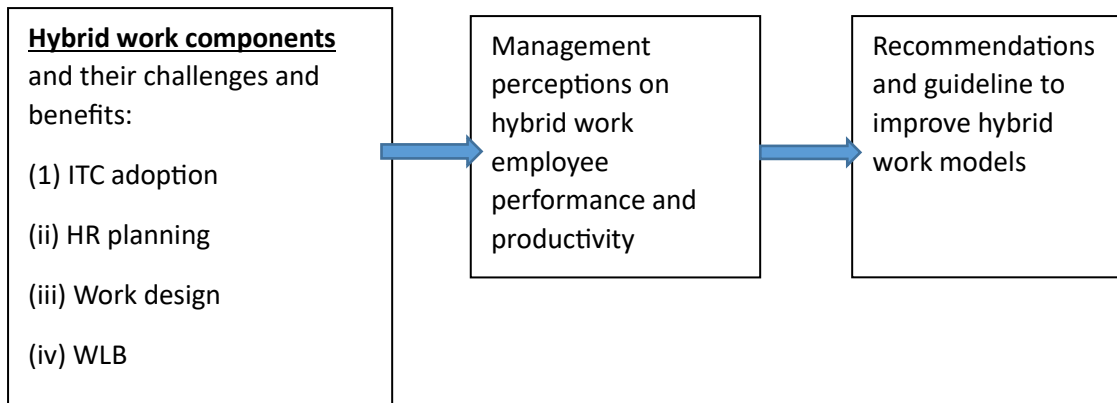 Hybrid work components
and their challenges and
benefits:
(1) ITC adoption
(ii) HR planning
(iii) Work design
(iv) WLB
Management
perceptions on
hybrid work
employee
performance and
productivity
Recommendations
and guideline to
improve hybrid
work models